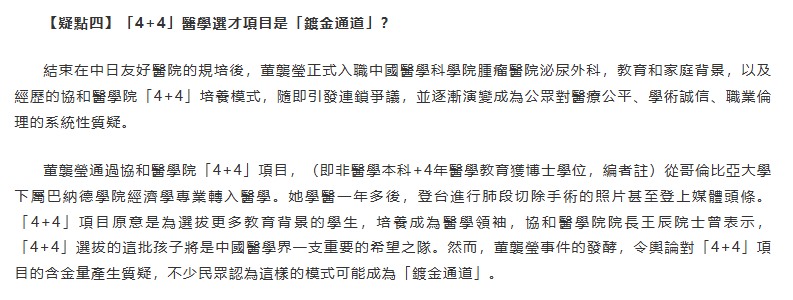 【疑點四】「4+4」醫學選才項目是「鍍金通道」?
結束在中日友好醫院的規培後，董襲瑩正式入職中國醫學科學院腫瘤醫院泌尿外科，教育和家庭背景，以及
經歷的協和醫學院「4+4」培養模式，隨即引發連鎖爭議，並逐漸演變成為公眾對醫療公平、學術誠信、職業倫
理的系統性質疑。
董襲瑩通過協和醫學院「4+4」項目，（即非醫學本科+4年醫學教育獲博士學位，編者註）從哥倫比亞大學
下屬巴納德學院經濟學專業轉入醫學。她學醫一年多後，登台進行肺段切除手術的照片甚至登上媒體頭條。
「4+4」項目原意是為選拔更多教育背景的學生，培養成為醫學領袖，協和醫學院院長王辰院士曾表示，
「4+4」選拔的這批孩子將是中國醫學界一支重要的希望之隊。然而，董襲瑩事件的發酵，令輿論對「4+4」項
目的含金量產生質疑，不少民眾認為這樣的模式可能成為「鍍金通道」。